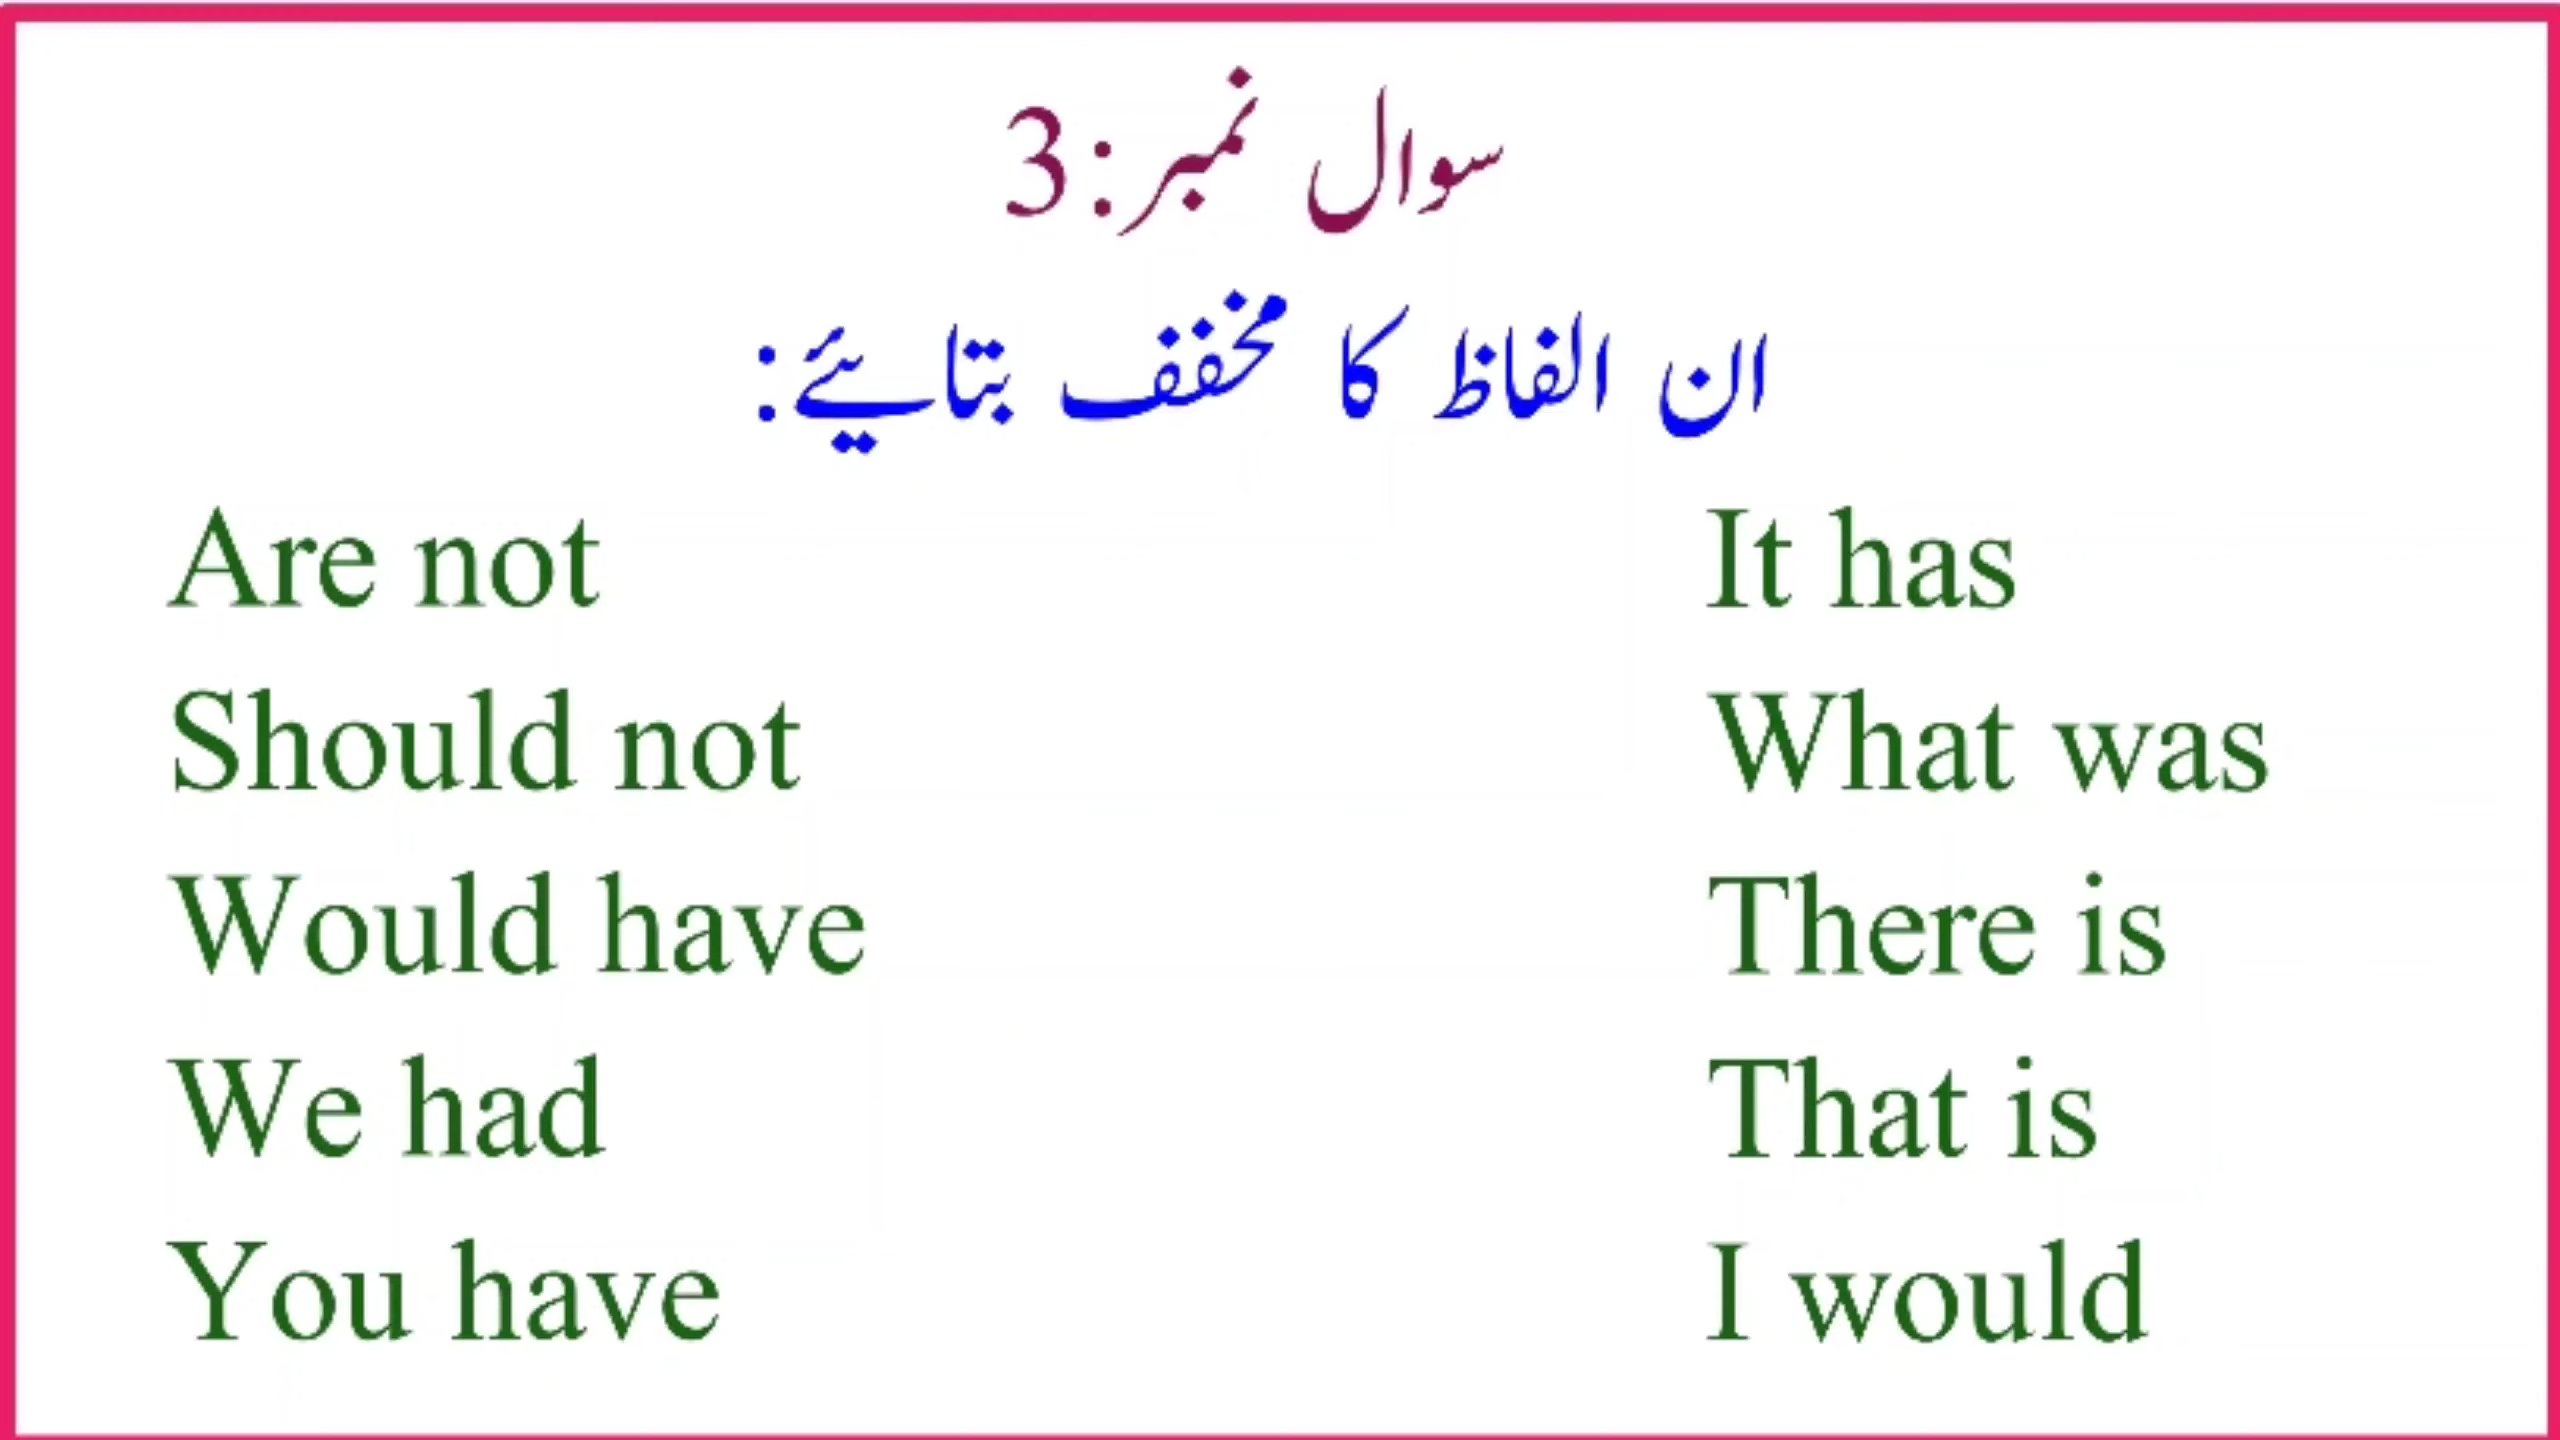 سوال نمبر:3
ان الفاظ کا مخفف بتایئے:
Are not It has
Should not What was
Would have There is
We had That is
You have I would